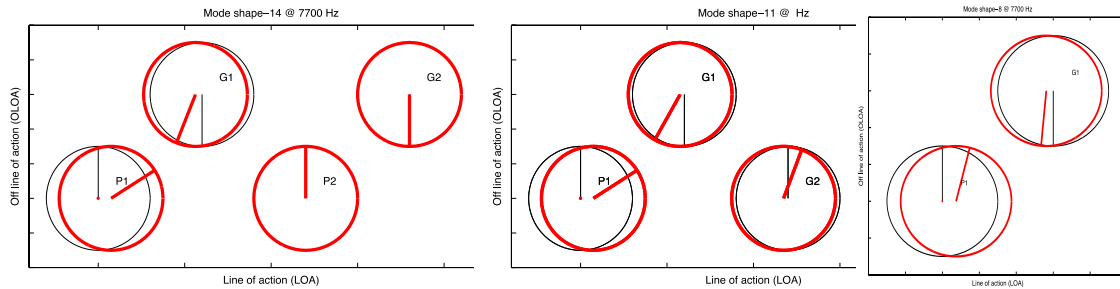 Mode shape–14 @ 7700 Hz
Off line of action (OLOA)
G1
G2
P1
P2
Line of action (LOA)
Mode shape–11 @  Hz
Off line of action (OLOA)
G1
P1
G2
Line of action (LOA)
Mode shape–8 @ 7700 Hz
Off line of action (OLOA)
G1
P1
Line of action (LOA)